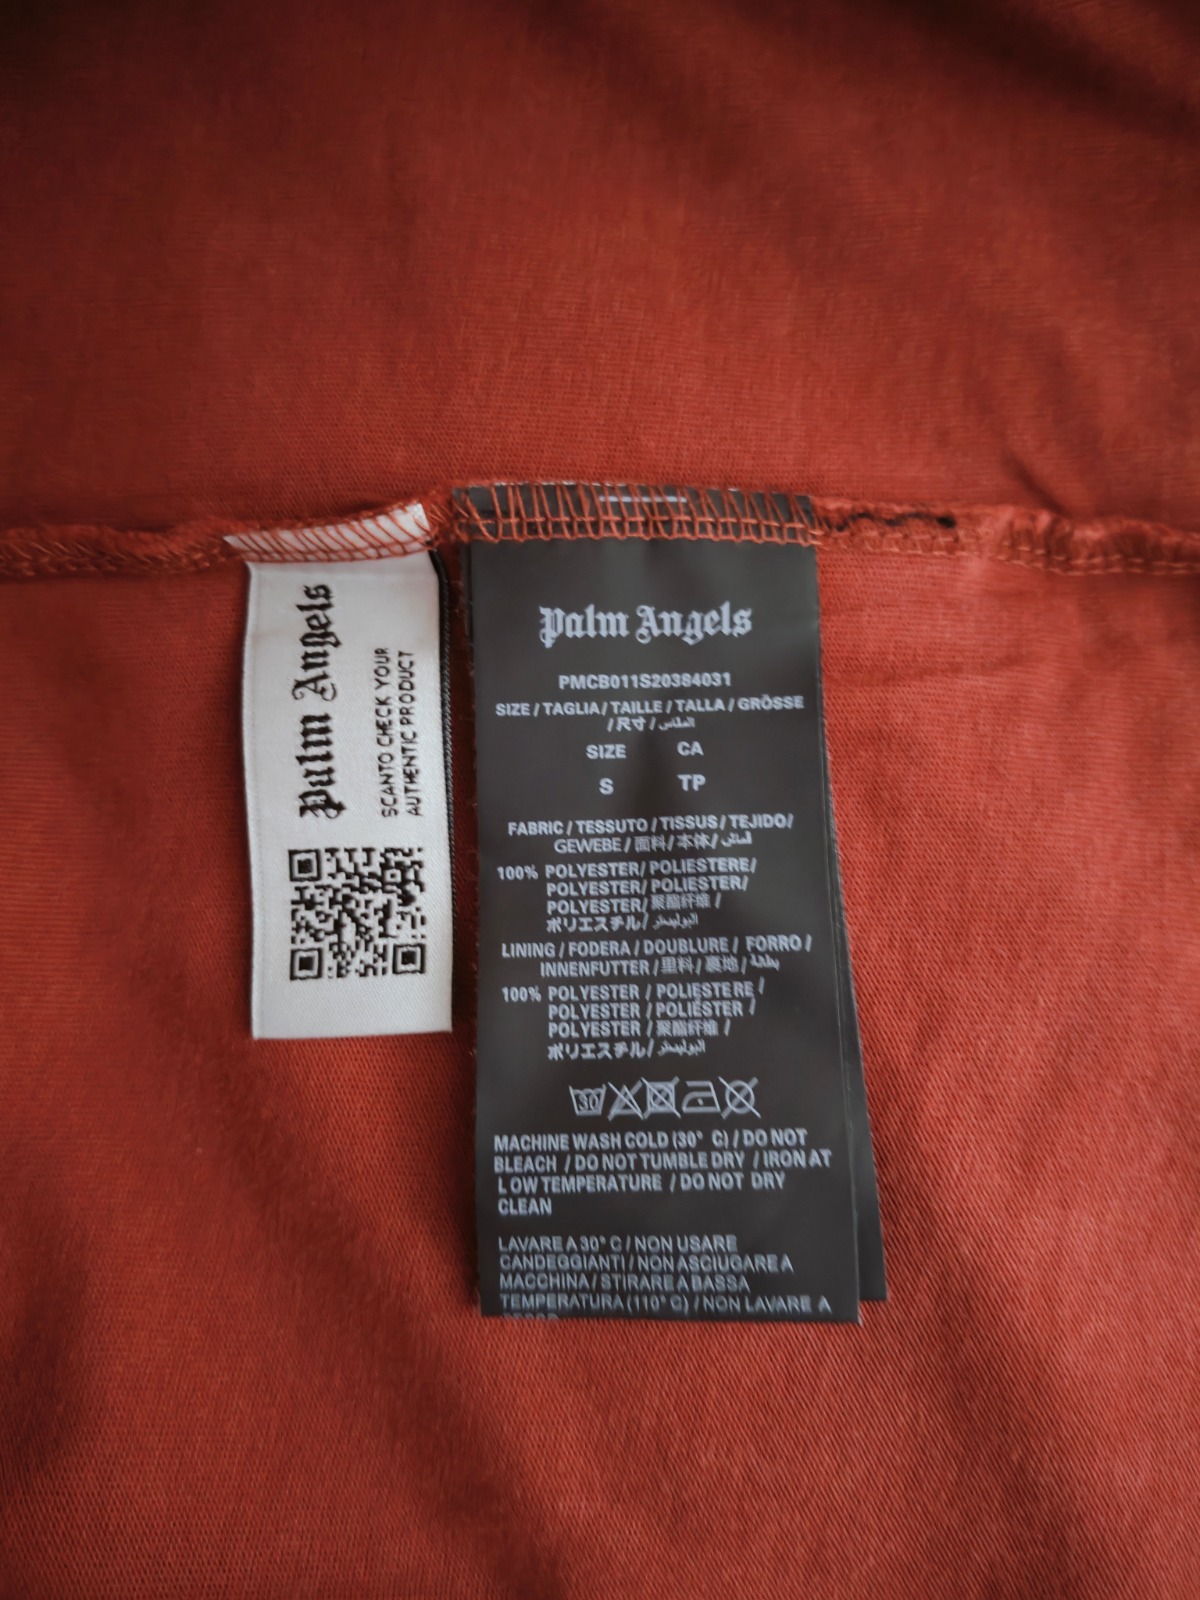 Palm Angels
SCANTO CHECK YOUR
AUTHENTIC PRODUCT
Palm Angels
PMCB011S20384031
SIZE / TAGLIA / TAILLE / TALLA / GRÖSSE
/ 尺寸 /
SIZE CA
S TP
FABRIC / TESSUTO / TISSUS / TEJIDO/
GEWEBE / 面料 / 本体/
100% POLYESTER/ POLIESTERE/
POLYESTER/ POLIESTER/
POLYESTER/ 聚酯纤维 /
ポリエステル/
LINING / FODERA / DOUBLURE / FORRO /
INNENFUTTER / 里料 / 裏地 /
100% POLYESTER / POLIESTERE /
POLYESTER / POLIESTER /
POLYESTER / 聚酯纤维 /
ポリエステル/
30
MACHINE WASH COLD (30° C) / DO NOT
BLEACH / DO NOT TUMBLE DRY / IRON AT
LOW TEMPERATURE / DO NOT DRY
CLEAN
LAVARE A 30° C / NON USARE
CANDEGGIANTI / NON ASCIUGARE A
MACCHINA / STIRARE A BASSA
TEMPERATURA (110° C) / NON LAVARE A